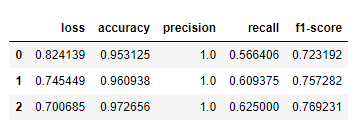 loss accuracy precision recall f1-score
0 0.824139 0.953125 1.0 0.566406 0.723192
1 0.745449 0.960938 1.0 0.609375 0.757282
2 0.700685 0.972656 1.0 0.625000 0.769231